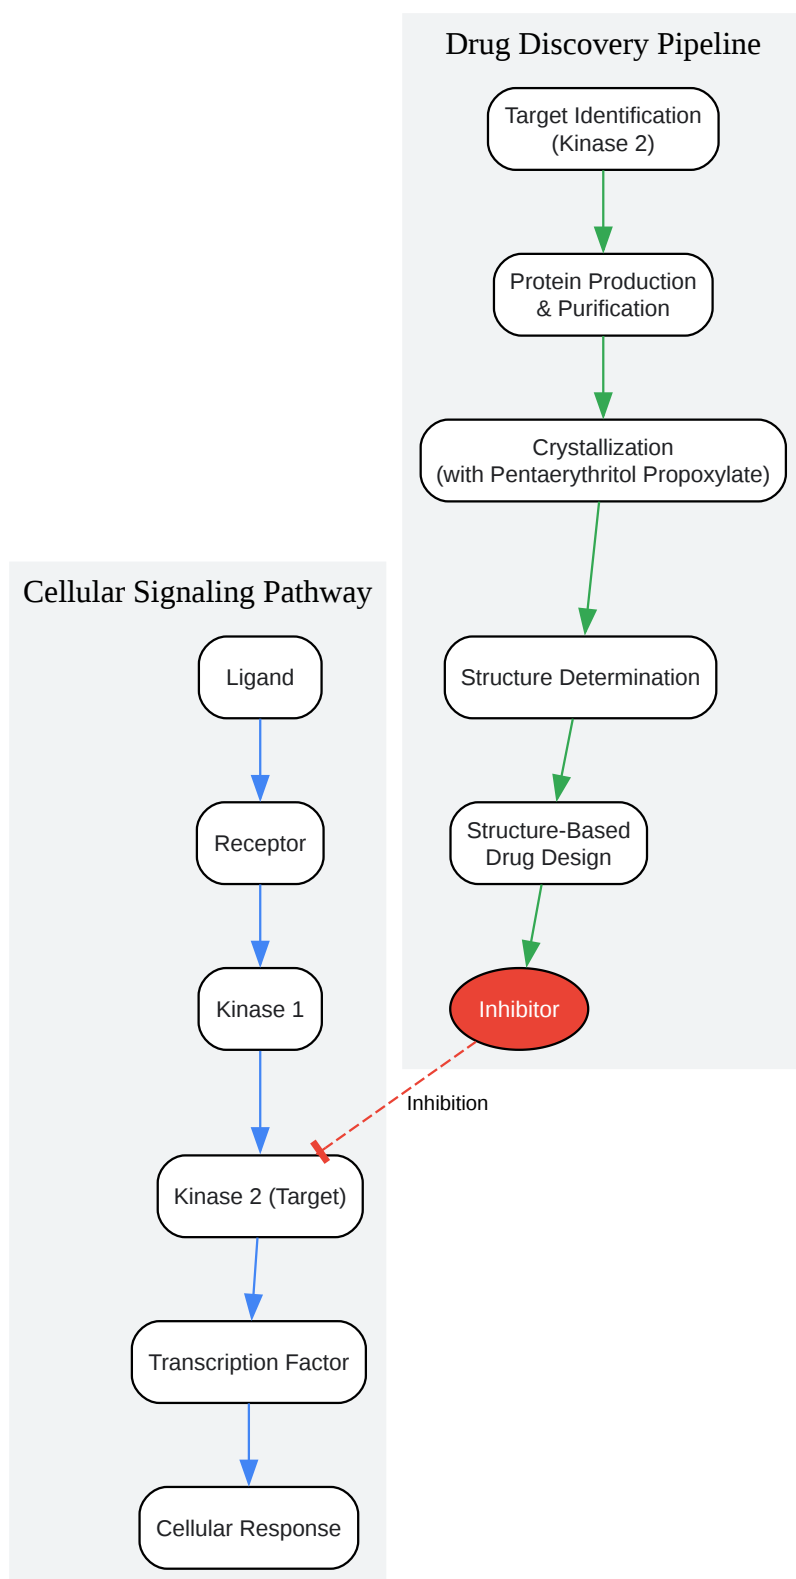 Drug Discovery Pipeline
Target Identification
(Kinase 2)
Protein Production
& Purification
Crystallization
(with Pentaerythritol Propoxylate)
Structure Determination
Structure-Based
Drug Design
Inhibitor
Inhibition
Cellular Signaling Pathway
Ligand
Receptor
Kinase 1
Kinase 2 (Target)
Transcription Factor
Cellular Response